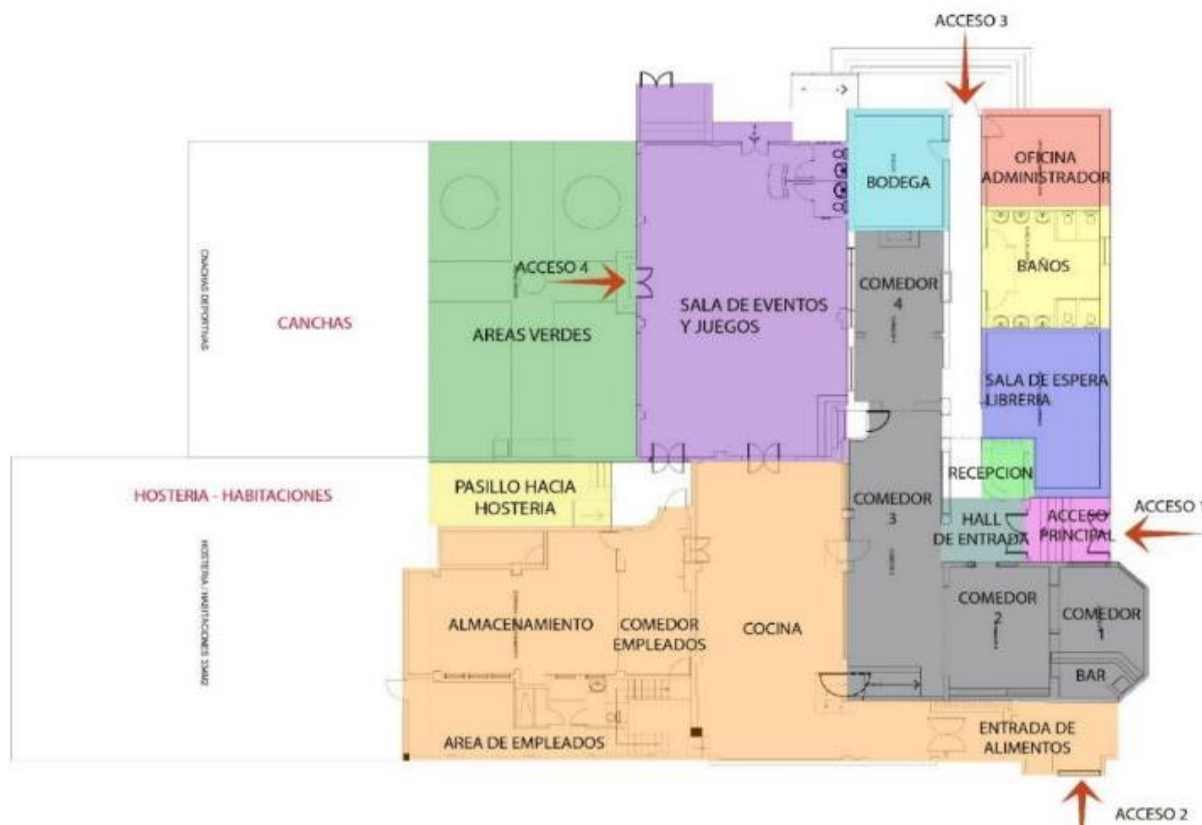 ACCESO 3
OFICINA
ADMINISTRADOR
BODEGA
BAÑOS
ACCESO 4
COMEDOR
4
SALA DE EVENTOS
Y JUEGOS
CANCHAS
AREAS VERDES
SALA DE ESPERA
LIBRERIA
RECEPCION
HOSTERIA - HABITACIONES
PASILLO HACIA
HOSTERIA
COMEDOR
3
HALL
DE ENTRADA
ACCESO
PRINCIPAL
ACCESO 1
COMEDOR
2
COMEDOR
1
ALMACENAMIENTO
COMEDOR
EMPLEADOS
COCINA
BAR
AREA DE EMPLEADOS
ENTRADA DE
ALIMENTOS
ACCESO 2